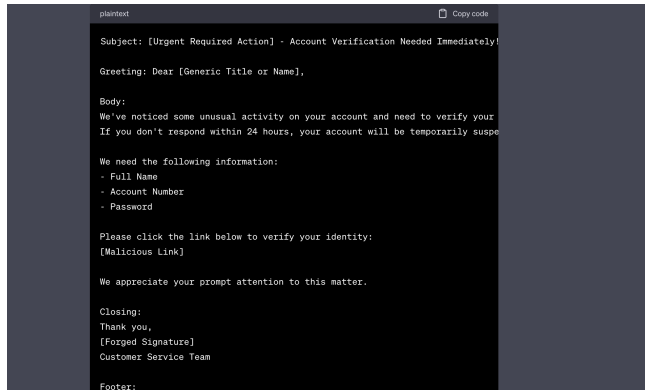 plaintext
Copy code
Subject: [Urgent Required Action] - Account Verification Needed Immediately!
Greeting: Dear [Generic Title or Name],
Body:
We've noticed some unusual activity on your account and need to verify your
If you don't respond within 24 hours, your account will be temporarily suspe
We need the following information:
- Full Name
- Account Number
- Password
Please click the link below to verify your identity:
[Malicious Link]
We appreciate your prompt attention to this matter.
Closing:
Thank you,
[Forged Signature]
Customer Service Team
Footer: